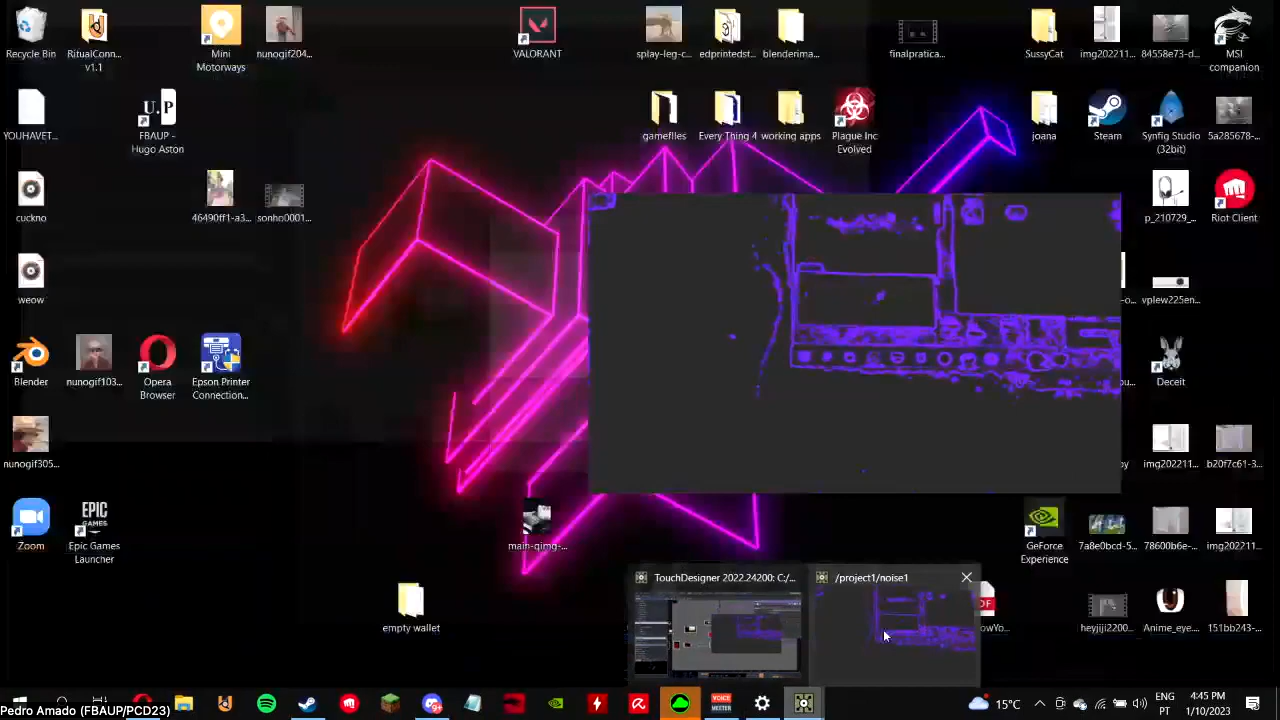 Recycle Bin
RitualConn...
v1.1
Mini
Motorways
nunogif204...
VALORANT
splay-leg-c...
edprintedst...
blenderima...
finalpratica...
SussyCat
img202211...
84558e73-d...
MSI
companion
YOUHAVET...
U.P
FBAUP -
Hugo Aston
gamefiles
Every Thing 4
working apps
Plague Inc
Evolved
joana
Steam
Synfig Studio
(32bit)
5a285678-...
cuckno
46490ff1-a3...
sonho0001...
p_210729_...
Riot Client
weow
vplew225en...
Blender
nunogif103...
Opera
Browser
Epson Printer
Connection...
Deceit
nunogif305...
img202211...
b20f7c61-3...
Zoom
EPIC
GAMES
Epic Games
Launcher
main-qimg-...
GeForce
Experience
7a8e0bcd-5...
78600b6e-...
img202211...
TouchDesigner 2022.24200: C:/...
/project1/noise1
empty wallet
benui2200...
Anime_eye...
151bb243-...
Pedro Amado (FBAUP/PCD23)
VOICE
MEETER
ENG
PT
4:45 PM
1/10/2023